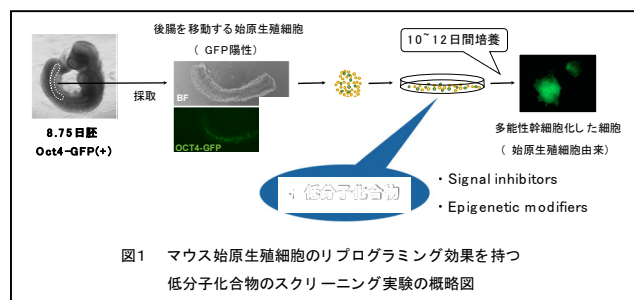 後腸を移動する始原生殖細胞
( GFP陽性)
10~12日間培養
採取
BF
OCT4-GFP
8.75日胚
Oct4-GFP(+)
多能性幹細胞化した細胞
( 始原生殖細胞由来)
+ 低分子化合物
・Signal inhibitors
・Epigenetic modifiers
図1 マウス始原生殖細胞のリプログラミング効果を持つ
低分子化合物のスクリーニング実験の概略図